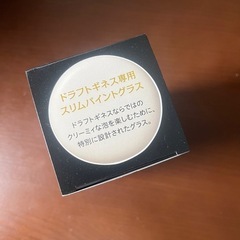 ドラフトギネス専用
スリムパイントグラス
ドラフトギネスならではの
クリーミィな泡を楽しむために、
特別に設計されたグラス。